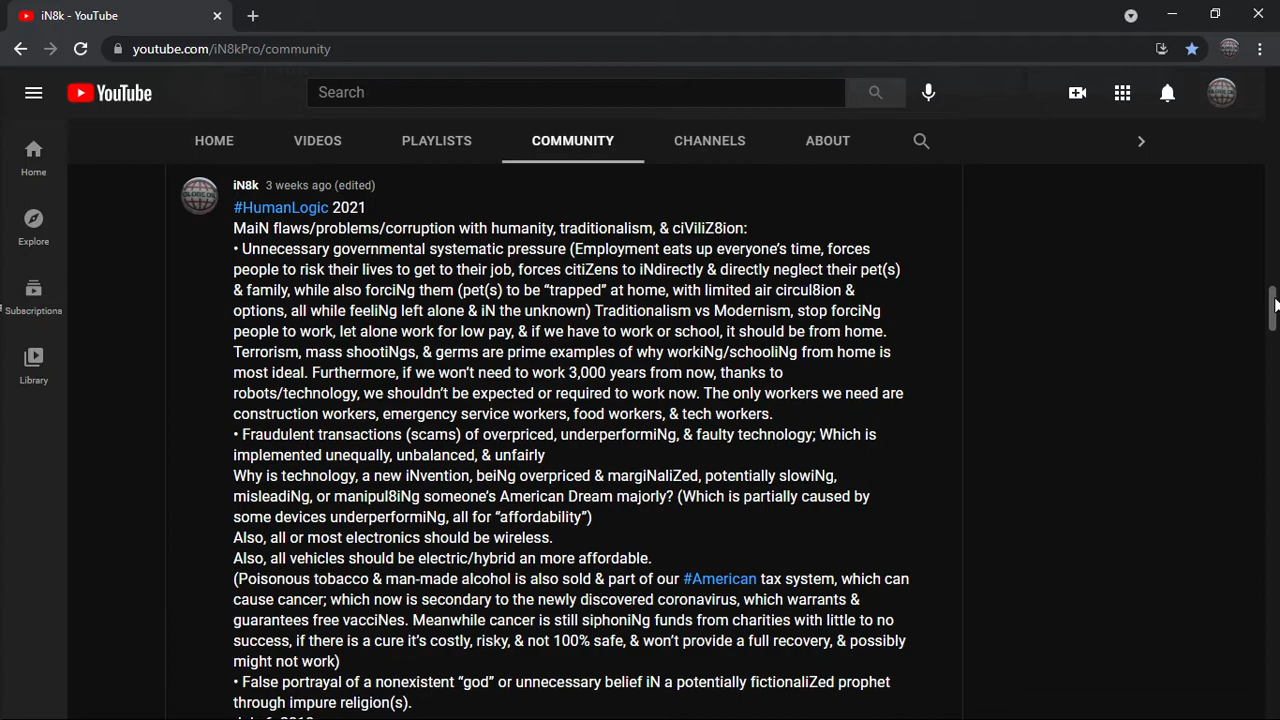 iN8k - YouTube
youtube.com/iN8kPro/community
YouTube
Search
HOME VIDEOS PLAYLISTS COMMUNITY CHANNELS ABOUT
Home
Explore
Subscriptions
Library
iN8k 3 weeks ago (edited)
#HumanLogic 2021
MaiN flaws/problems/corruption with humanity, traditionalism, & ciViliZ8ion:
• Unnecessary governmental systematic pressure (Employment eats up everyone’s time, forces
people to risk their lives to get to their job, forces citiZens to iNdirectly & directly neglect their pet(s)
& family, while also forciNg them (pet(s) to be “trapped” at home, with limited air circul8ion &
options, all while feeliNg left alone & iN the unknown) Traditionalism vs Modernism, stop forciNg
people to work, let alone work for low pay, & if we have to work or school, it should be from home.
Terrorism, mass shootiNgs, & germs are prime examples of why workiNg/schooliNg from home is
most ideal. Furthermore, if we won’t need to work 3,000 years from now, thanks to
robots/technology, we shouldn’t be expected or required to work now. The only workers we need are
construction workers, emergency service workers, food workers, & tech workers.
• Fraudulent transactions (scams) of overpriced, underperformiNg, & faulty technology; Which is
implemented unequally, unbalanced, & unfairly
Why is technology, a new iNvention, beiNg overpriced & margiNaliZed, potentially slowiNg,
misleadiNg, or manipul8iNg someone’s American Dream majorly? (Which is partially caused by
some devices underperformiNg, all for “affordability”)
Also, all or most electronics should be wireless.
Also, all vehicles should be electric/hybrid an more affordable.
(Poisonous tobacco & man-made alcohol is also sold & part of our #American tax system, which can
cause cancer; which now is secondary to the newly discovered coronavirus, which warrants &
guarantees free vacciNes. Meanwhile cancer is still siphoniNg funds from charities with little to no
success, if there is a cure it’s costly, risky, & not 100% safe, & won’t provide a full recovery, & possibly
might not work)
• False portrayal of a nonexistent “god” or unnecessary belief iN a potentially fictionaliZed prophet
through impure religion(s).